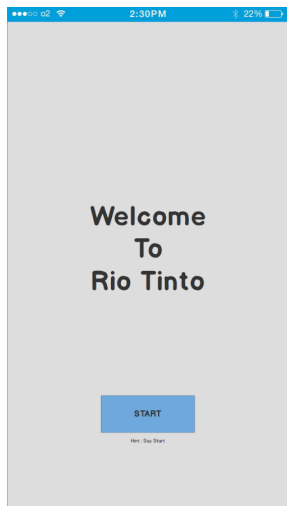 o2 2:30PM 22%
Welcome
To
Rio Tinto
START
Hint : Say Start